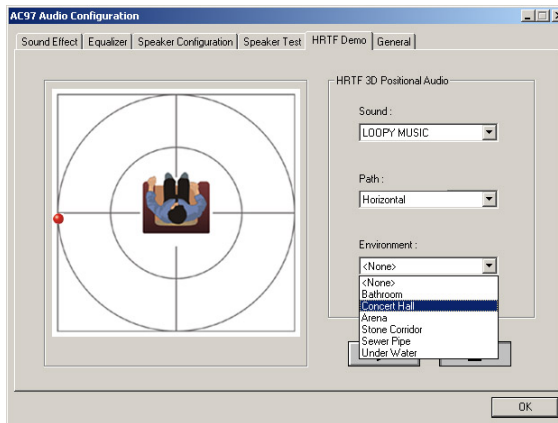 AC97 Audio Configuration
Sound Effect Equalizer Speaker Configuration Speaker Test HRTF Demo General
HRTF 3D Positional Audio
Sound :
LOOPY MUSIC
Path :
Horizontal
Environment :
<None>
<None>
Bathroom
Concert Hall
Arena
Stone Corridor
Sewer Pipe
Under Water
OK